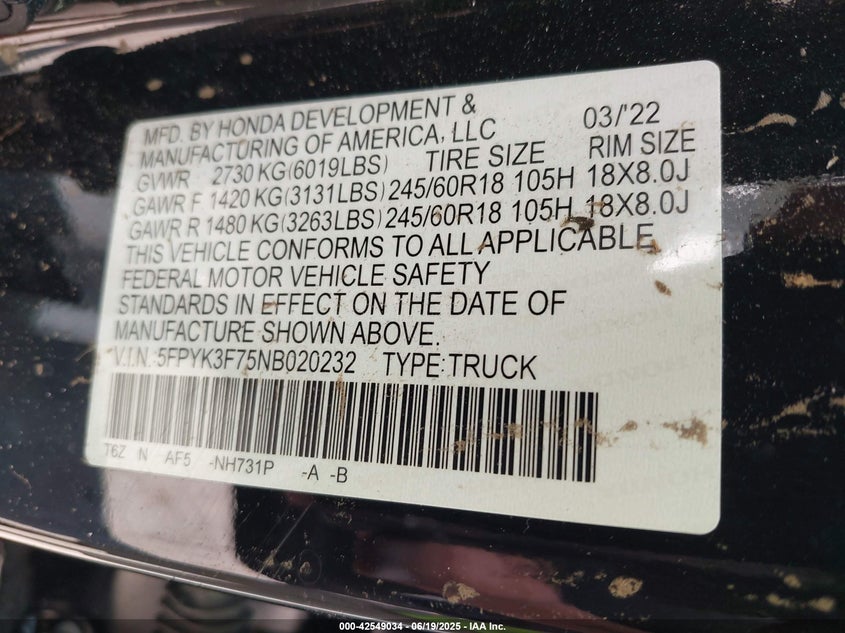 MFD. BY HONDA DEVELOPMENT & 03/'22
MANUFACTURING OF AMERICA, LLC
GVWR 2730 KG(6019LBS) TIRE SIZE RIM SIZE
GAWR F 1420 KG(3131LBS) 245/60R18 105H 18X8.0J
GAWR R 1480 KG(3263LBS) 245/60R18 105H 18X8.0J
THIS VEHICLE CONFORMS TO ALL APPLICABLE
FEDERAL MOTOR VEHICLE SAFETY
STANDARDS IN EFFECT ON THE DATE OF
MANUFACTURE SHOWN ABOVE.
V.I.N. 5FPYK3F75NB020232 TYPE:TRUCK
T6Z N AF5 -NH731P -A -B
000-42549034 - 06/19/2025 - IAA Inc.